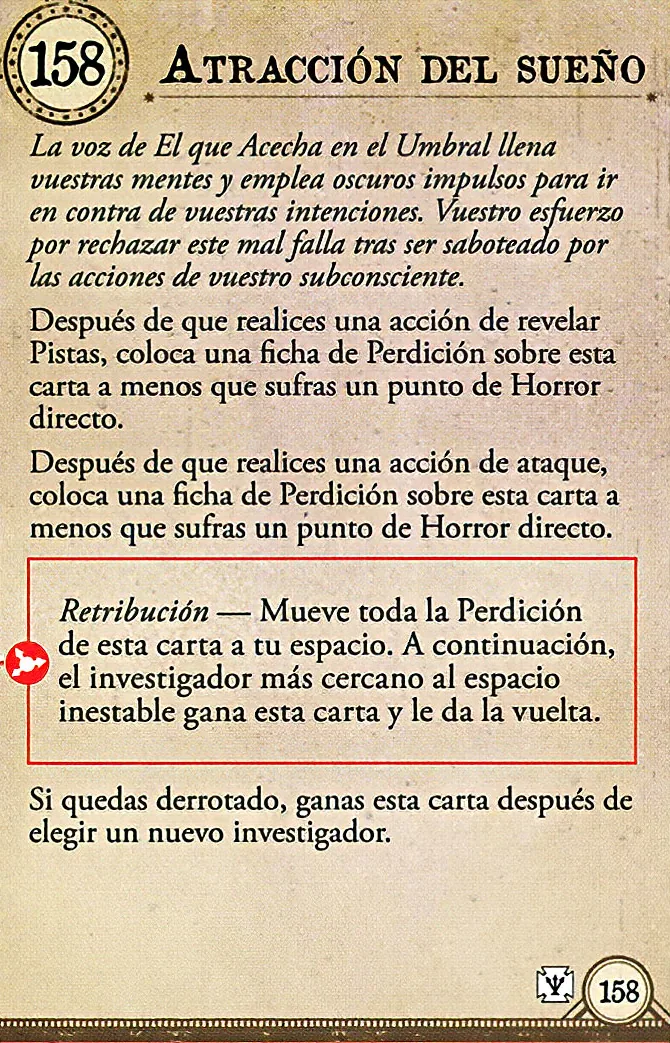 158
ATRACCIÓN DEL SUEÑO
La voz de El que Acecha en el Umbral llena
vuestras mentes y emplea oscuros impulsos para ir
en contra de vuestras intenciones. Vuestro esfuerzo
por rechazar este mal falla tras ser saboteado por
las acciones de vuestro subconsciente.
Después de que realices una acción de revelar
Pistas, coloca una ficha de Perdición sobre esta
carta a menos que sufras un punto de Horror
directo.
Después de que realices una acción de ataque,
coloca una ficha de Perdición sobre esta carta a
menos que sufras un punto de Horror directo.
Retribución — Mueve toda la Perdición
de esta carta a tu espacio. A continuación,
el investigador más cercano al espacio
inestable gana esta carta y le da la vuelta.
Si quedas derrotado, ganas esta carta después de
elegir un nuevo investigador.
158